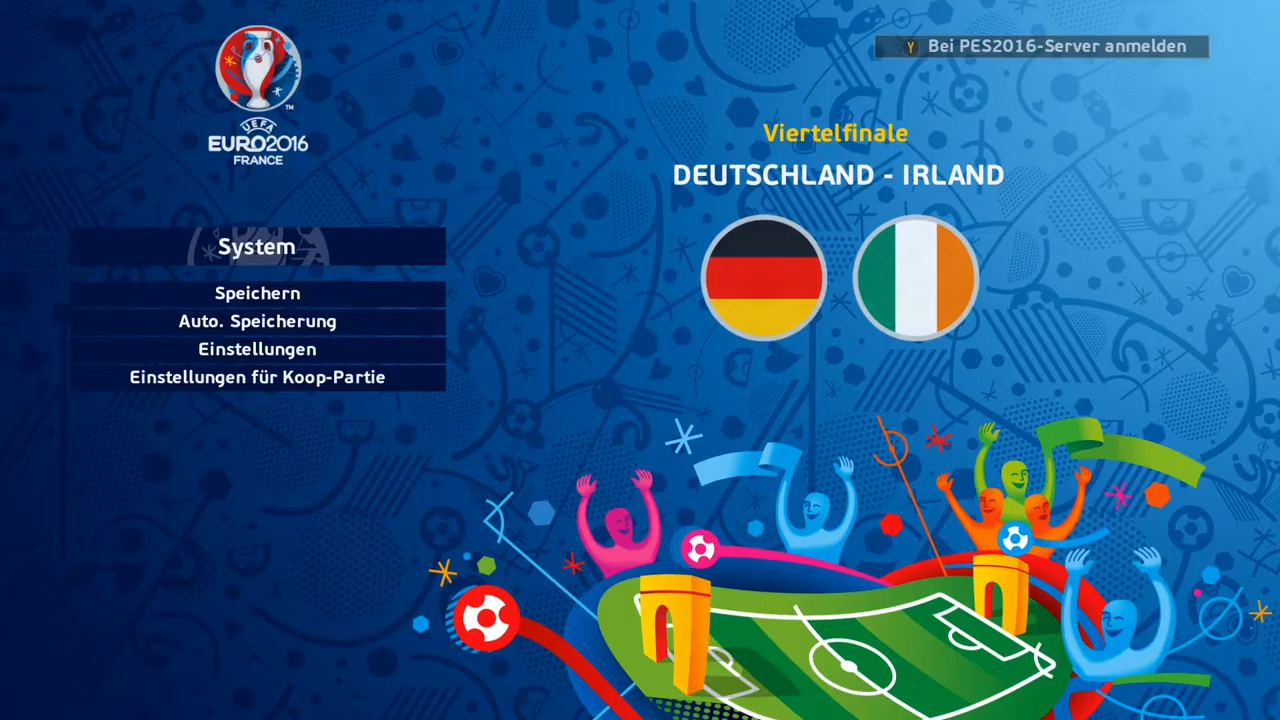 UEFA
EURO2016
FRANCE
TM
Y Bei PES2016-Server anmelden
Viertelfinale
DEUTSCHLAND - IRLAND
System
Speichern
Auto. Speicherung
Einstellungen
Einstellungen für Koop-Partie